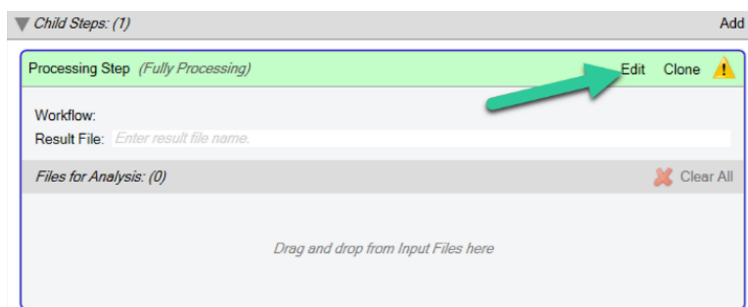 Child Steps: (1) Add
Processing Step (Fully Processing) Edit Clone
Workflow:
Result File: Enter result file name.
Files for Analysis: (0) Clear All
Drag and drop from Input Files here